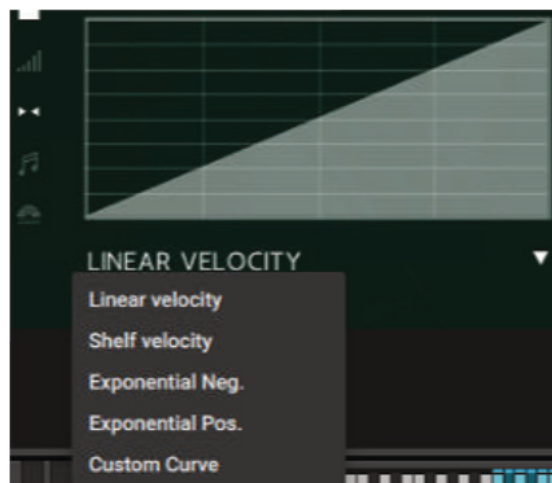 LINEAR VELOCITY
Linear velocity
Shelf velocity
Exponential Neg.
Exponential Pos.
Custom Curve